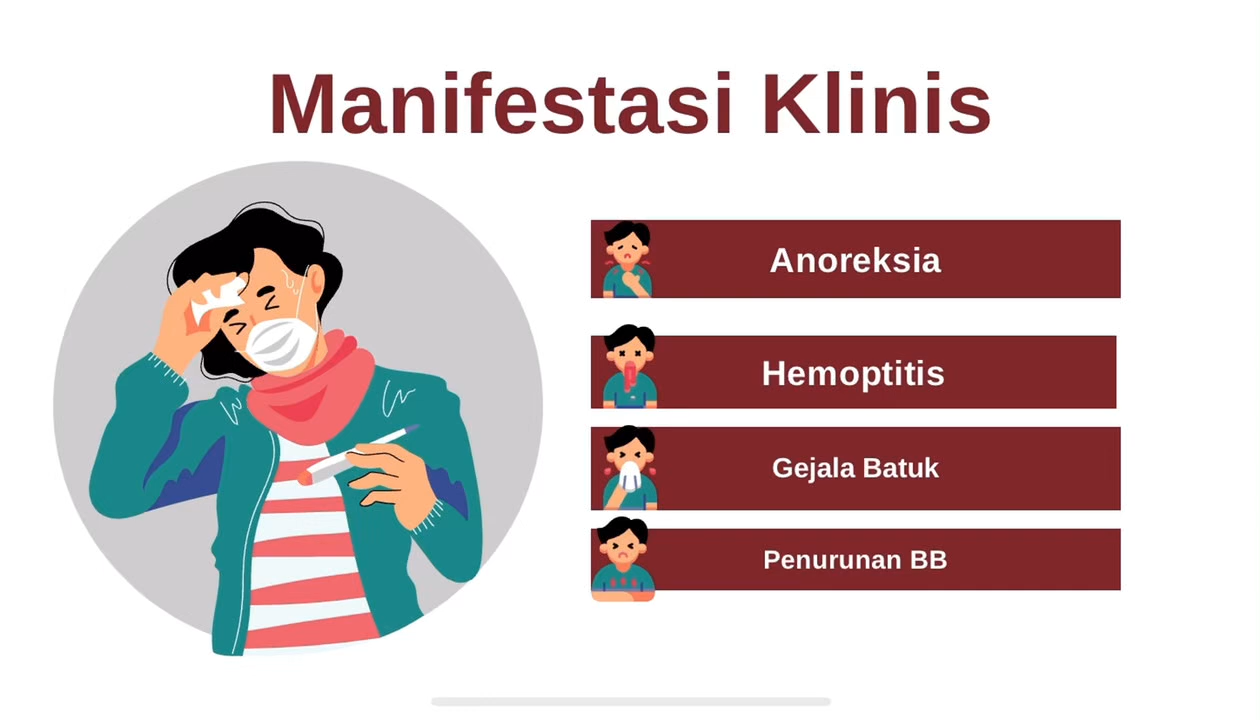 Manifestasi Klinis
Anoreksia
Hemoptitis
Gejala Batuk
Penurunan BB